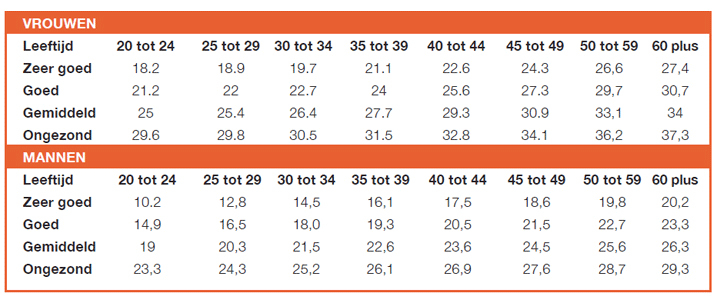 VROUWEN
Leeftijd 20 tot 24 25 tot 29 30 tot 34 35 tot 39 40 tot 44 45 tot 49 50 tot 59 60 plus
Zeer goed 18.2 18.9 19.7 21.1 22.6 24.3 26,6 27,4
Goed 21.2 22 22.7 24 25.6 27.3 29,7 30,7
Gemiddeld 25 25.4 26.4 27.7 29.3 30.9 33,1 34
Ongezond 29.6 29.8 30.5 31.5 32.8 34.1 36,2 37,3
MANNEN
Leeftijd 20 tot 24 25 tot 29 30 tot 34 35 tot 39 40 tot 44 45 tot 49 50 tot 59 60 plus
Zeer goed 10.2 12,8 14,5 16,1 17,5 18,6 19,8 20,2
Goed 14,9 16,5 18,0 19,3 20,5 21,5 22,7 23,3
Gemiddeld 19 20,3 21,5 22,6 23,6 24,5 25,6 26,3
Ongezond 23,3 24,3 25,2 26,1 26,9 27,6 28,7 29,3